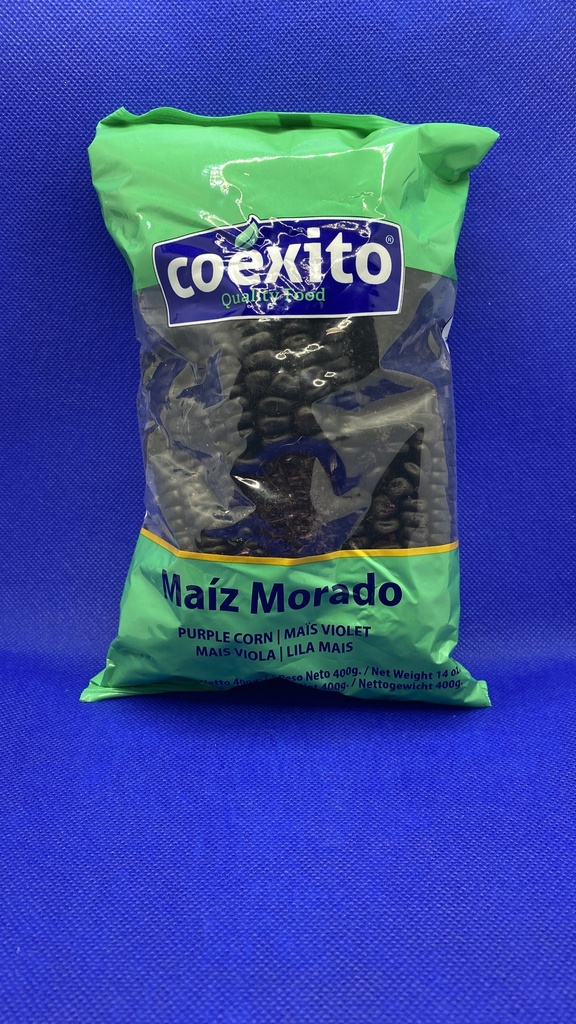 coexito®
Quality Food
Maíz Morado
PURPLE CORN | MAÏS VIOLET
MAIS VIOLA | LILA MAIS
Peso Neto 400g. / Net Weight 14 oz
400g. / Nettogewicht 400g.